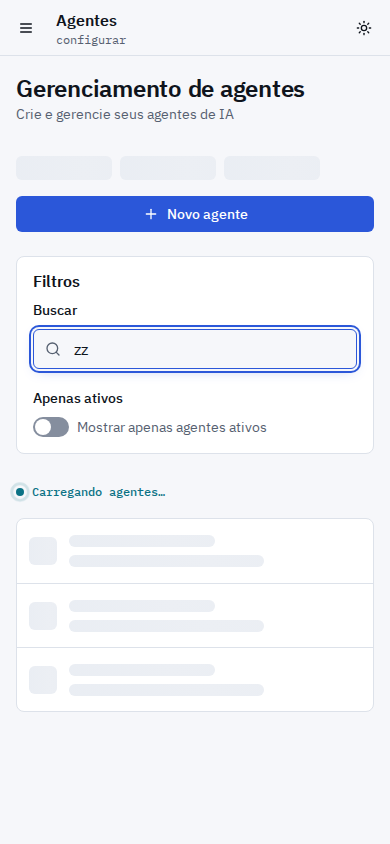 Agentes
configurar
Gerenciamento de agentes
Crie e gerencie seus agentes de IA
Novo agente
Filtros
Buscar
zz
Apenas ativos
Mostrar apenas agentes ativos
Carregando agentes…